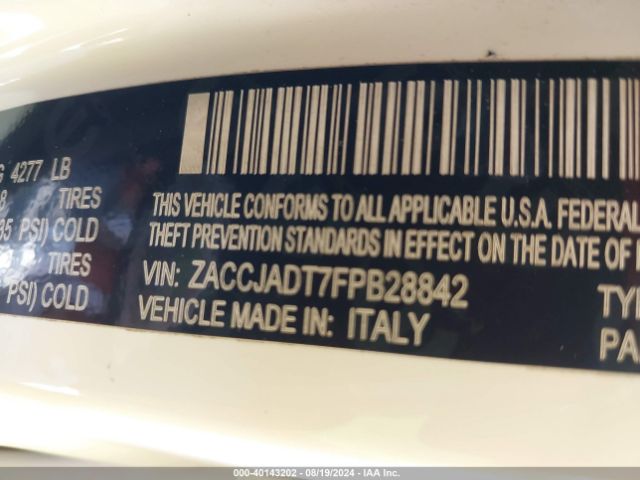 G 4277 LB
8 TIRES
35 PSI) COLD
TIRES
PSI) COLD
THIS VEHICLE CONFORMS TO ALL APPLICABLE U.S.A. FEDERAL
THEFT PREVENTION STANDARDS IN EFFECT ON THE DATE OF
VIN: ZACCJADT7FPB28842
VEHICLE MADE IN: ITALY
TYP
PA
000-40143202 - 08/19/2024 - IAA Inc.